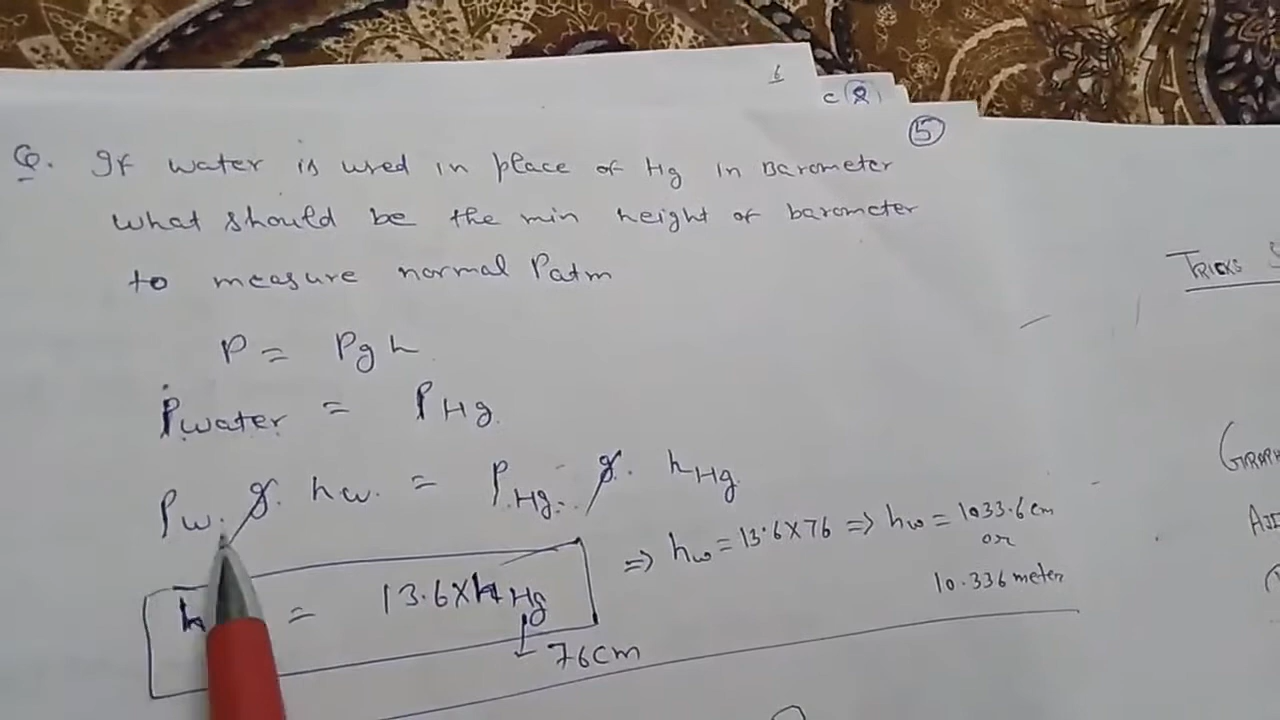 6
C (8)
5
Q. If water is used in place of Hg in Barometer
what should be the min height of barometer
to measure normal Patm
P = ρgh
Pwater = PHg
ρw. g. hw. = ρHg. g. hHg
h = 13.6×hHg
76cm
⇒ hw = 13.6×76 ⇒ hw = 1033.6 cm
or
10.336 meter
TRICKS
GRAPH